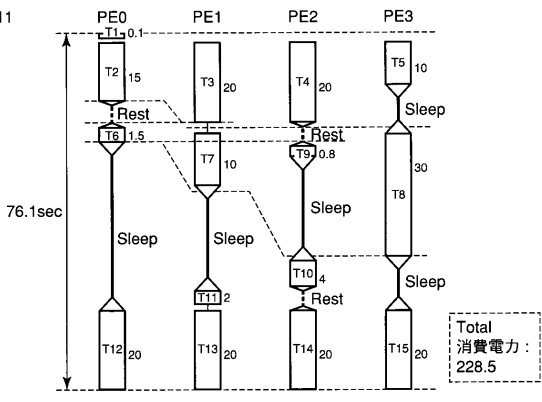 11
PE0 PE1 PE2 PE3
T1 0.1
T2 15
T3 20
T4 20
T5 10
Rest
Sleep
Rest
T6 1.5
T7 10
T9 0.8
T8 30
76.1sec
Sleep
Sleep
Sleep
T10 4
Sleep
T11 2
Rest
T12 20
T13 20
T14 20
T15 20
Total
消費電力：
228.5